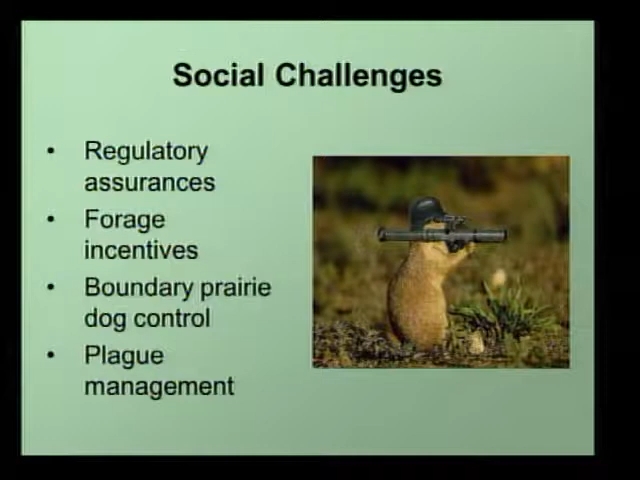 Social Challenges
• Regulatory
assurances
• Forage
incentives
• Boundary prairie
dog control
• Plague
management